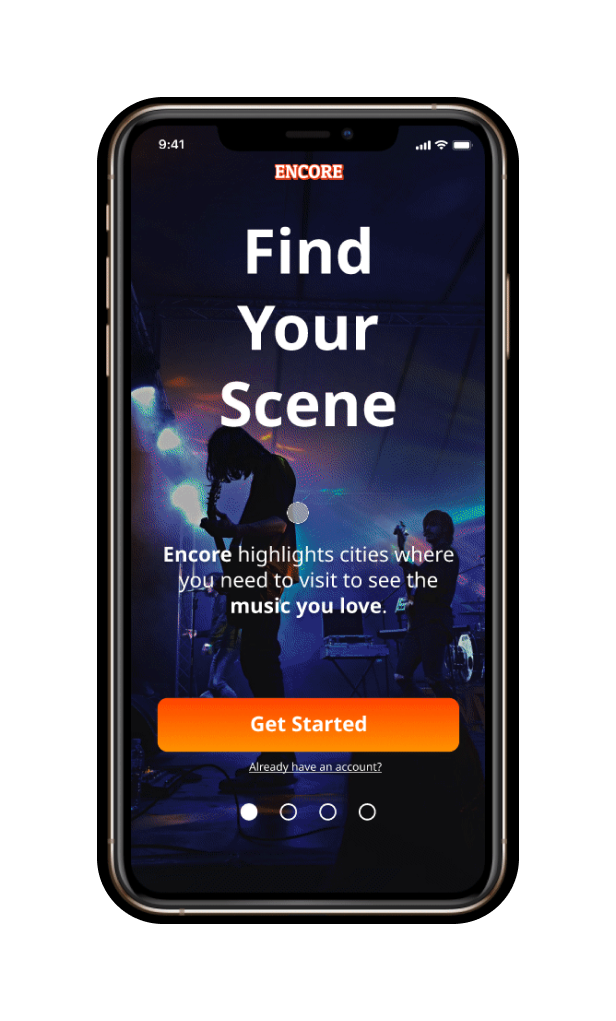 9:41
ENCORE
Find
Your
Scene
Encore highlights cities where
you need to visit to see the
music you love.
Get Started
Already have an account?